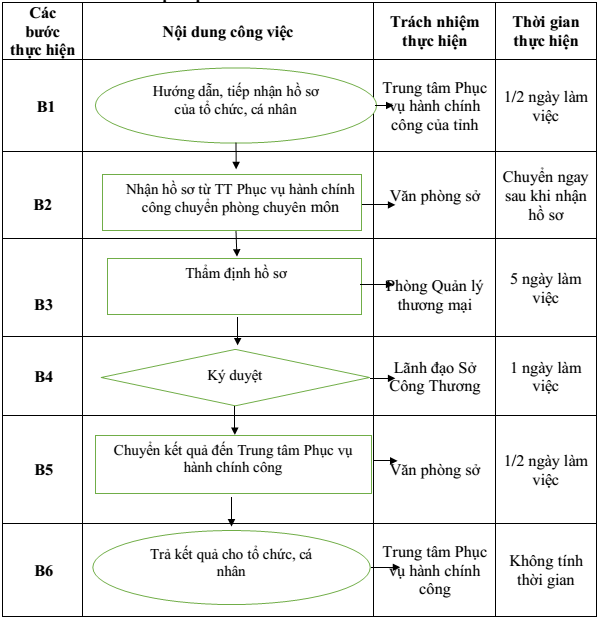 Các
bước
thực hiện
Nội dung công việc
Trách nhiệm
thực hiện
Thời gian
thực hiện
B1
Hướng dẫn, tiếp nhận hồ sơ
của tổ chức, cá nhân
Trung tâm Phục
vụ hành chính
công của tỉnh
1/2 ngày làm
việc
B2
Nhận hồ sơ từ TT Phục vụ hành chính
công chuyển phòng chuyên môn
Văn phòng sở
Chuyển ngay
sau khi nhận
hồ sơ
B3
Thẩm định hồ sơ
Phòng Quản lý
thương mại
5 ngày làm
việc
B4
Ký duyệt
Lãnh đạo Sở
Công Thương
1 ngày làm
việc
B5
Chuyển kết quả đến Trung tâm Phục vụ
hành chính công
Văn phòng sở
1/2 ngày làm
việc
B6
Trả kết quả cho tổ chức, cá
nhân
Trung tâm Phục
vụ hành chính
công
Không tính
thời gian